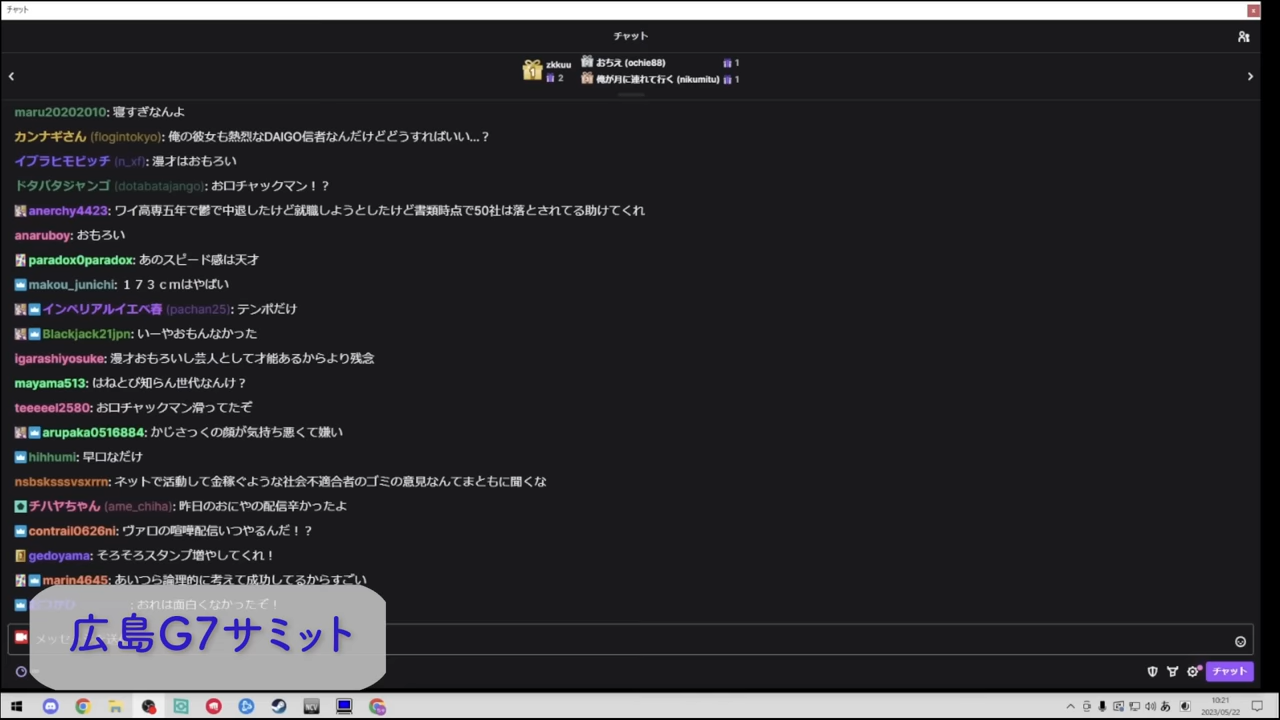 チャット
チャット
zkkuu
2
おちえ (ochie88) 1
俺が月に連れて行く (nikumitu) 1
maru20202010: 寝すぎなんよ
カンナギさん (flogintokyo): 俺の彼女も熱烈なDAIGO信者なんだけどどうすればいい...？
イブラヒモビッチ (n_xf): 漫才はおもろい
ドタバタジャンゴ (dotabatajango): お口チャックマン！？
anerchy4423: ワイ高専五年で鬱で中退したけど就職しようとしたけど書類時点で50社は落とされてる助けてくれ
anaruboy: おもろい
paradox0paradox: あのスピード感は天才
makou_junichi: １７３ｃmはやばい
インペリアルイエベ春 (pachan25): テンポだけ
Blackjack21jpn: いーやおもんなかった
igarashiyosuke: 漫才おもろいし芸人として才能あるからより残念
mayama513: はねとび知らん世代なんけ？
teeeeel2580: お口チャックマン滑ってたぞ
arupaka0516884: かじさっくの顔が気持ち悪くて嫌い
hihhumi: 早口なだけ
nsbsksssvsxrrn: ネットで活動して金稼ぐような社会不適合者のゴミの意見なんてまともに聞くな
チハヤちゃん (ame_chiha): 昨日のおにやの配信辛かったよ
contrail0626ni: ヴァロの喧嘩配信いつやるんだ！？
gedoyama: そろそろスタンプ増やしてくれ！
marin4645: あいつら論理的に考えて成功してるからすごい
: おれは面白くなかったぞ！
広島G7サミット
チャット
NCV
あ
10:21
2023/05/22